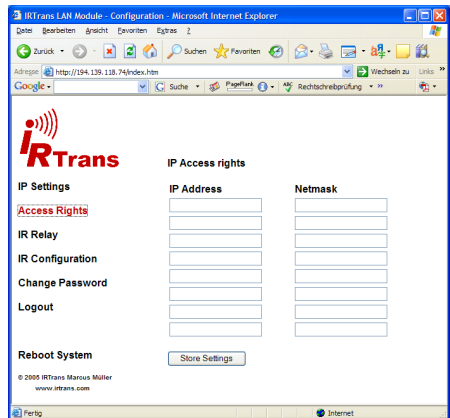 IRTrans LAN Module - Configuration - Microsoft Internet Explorer
Datei Bearbeiten Ansicht Favoriten Extras ?
Zurück Suchen Favoriten
Adresse http://194.139.118.74/index.htm Wechseln zu Links »
Google - Suche PageRank ABC Rechtschreibprüfung »
IRTrans
IP Access rights
IP Settings
IP Address Netmask
Access Rights
IR Relay
IR Configuration
Change Password
Logout
Reboot System
Store Settings
© 2005 IRTrans Marcus Müller
www.irtrans.com
Fertig Internet